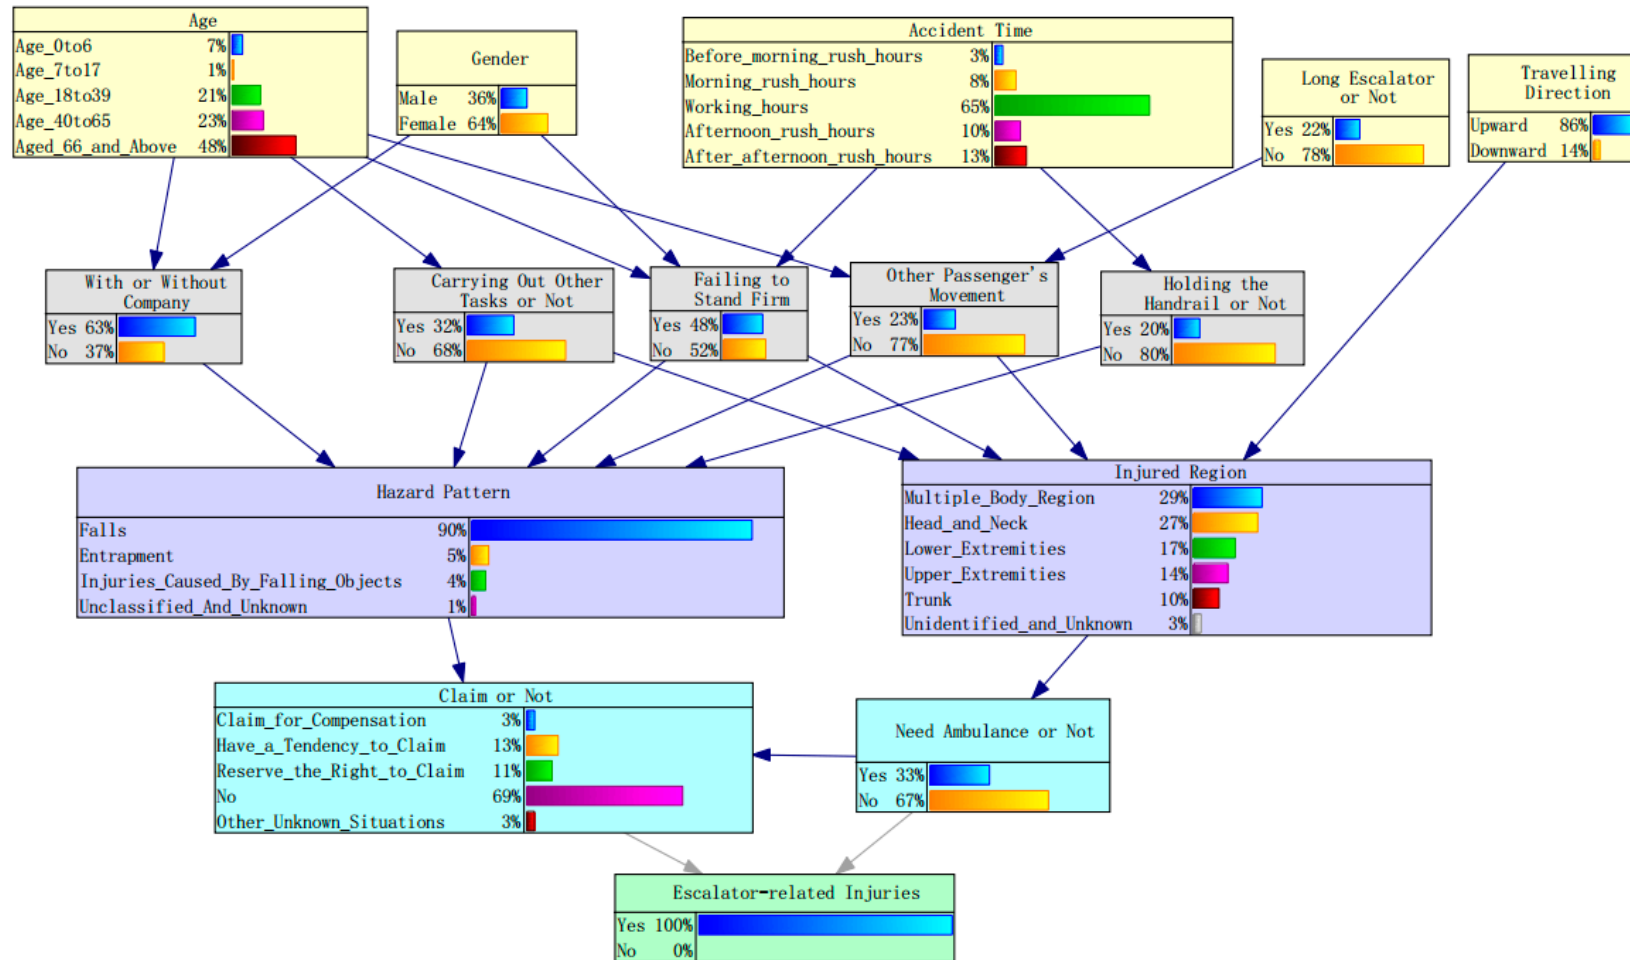 Age
Age_0to6 7%
Age_7to17 1%
Age_18to39 21%
Age_40to65 23%
Aged_66_and_Above 48%
Gender
Male 36%
Female 64%
Accident Time
Before_morning_rush_hours 3%
Morning_rush_hours 8%
Working_hours 65%
Afternoon_rush_hours 10%
After_afternoon_rush_hours 13%
Long Escalator
or Not
Yes 22%
No 78%
Travelling
Direction
Upward 86%
Downward 14%
With or Without
Company
Yes 63%
No 37%
Carrying Out Other
Tasks or Not
Yes 32%
No 68%
Failing to
Stand Firm
Yes 48%
No 52%
Other Passenger's
Movement
Yes 23%
No 77%
Holding the
Handrail or Not
Yes 20%
No 80%
Hazard Pattern
Falls 90%
Entrapment 5%
Injuries_Caused_By_Falling_Objects 4%
Unclassified_And_Unknown 1%
Injured Region
Multiple_Body_Region 29%
Head_and_Neck 27%
Lower_Extremities 17%
Upper_Extremities 14%
Trunk 10%
Unidentified_and_Unknown 3%
Claim or Not
Claim_for_Compensation 3%
Have_a_Tendency_to_Claim 13%
Reserve_the_Right_to_Claim 11%
No 69%
Other_Unknown_Situations 3%
Need Ambulance or Not
Yes 33%
No 67%
Escalator-related Injuries
Yes 100%
No 0%